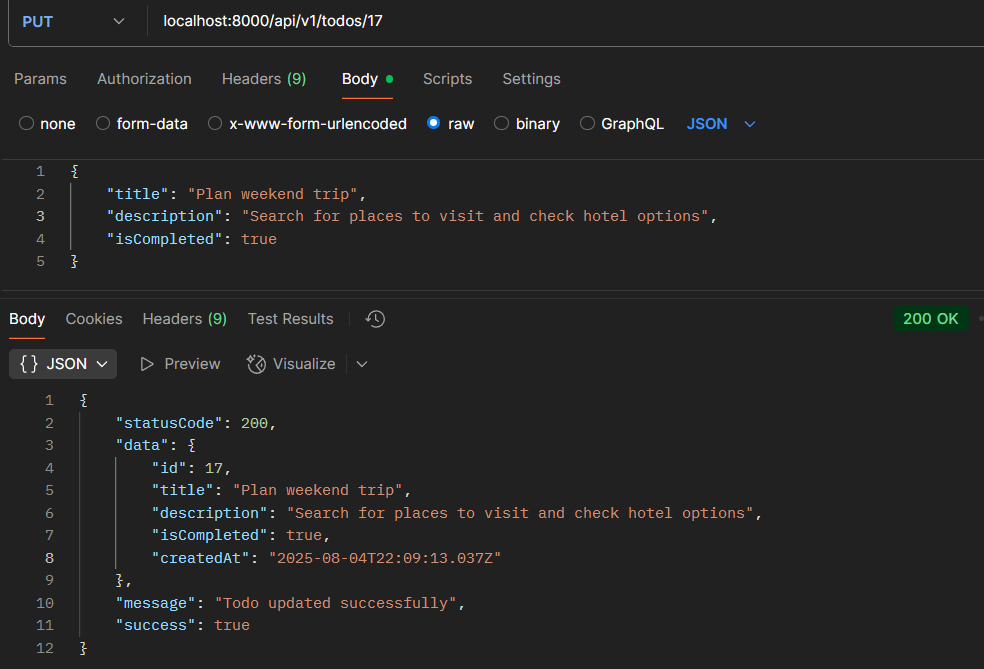 PUT localhost:8000/api/v1/todos/17
Params Authorization Headers (9) Body Scripts Settings
none form-data x-www-form-urlencoded raw binary GraphQL JSON
1 {
2 "title": "Plan weekend trip",
3 "description": "Search for places to visit and check hotel options",
4 "isCompleted": true
5 }
Body Cookies Headers (9) Test Results 200 OK
{} JSON Preview Visualize
1 {
2 "statusCode": 200,
3 "data": {
4 "id": 17,
5 "title": "Plan weekend trip",
6 "description": "Search for places to visit and check hotel options",
7 "isCompleted": true,
8 "createdAt": "2025-08-04T22:09:13.037Z"
9 },
10 "message": "Todo updated successfully",
11 "success": true
12 }